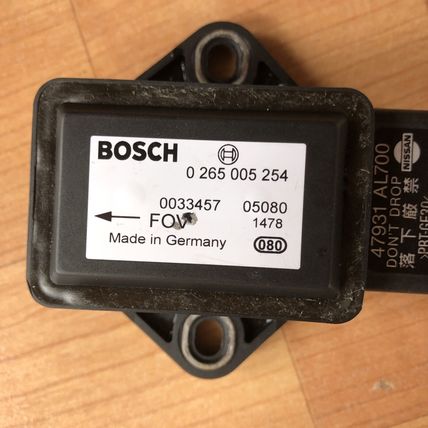 BOSCH
0 265 005 254
0033457 05080
FOV 1478
Made in Germany 080
47931 AL700
DONT DROP NISSAN
落下厳禁